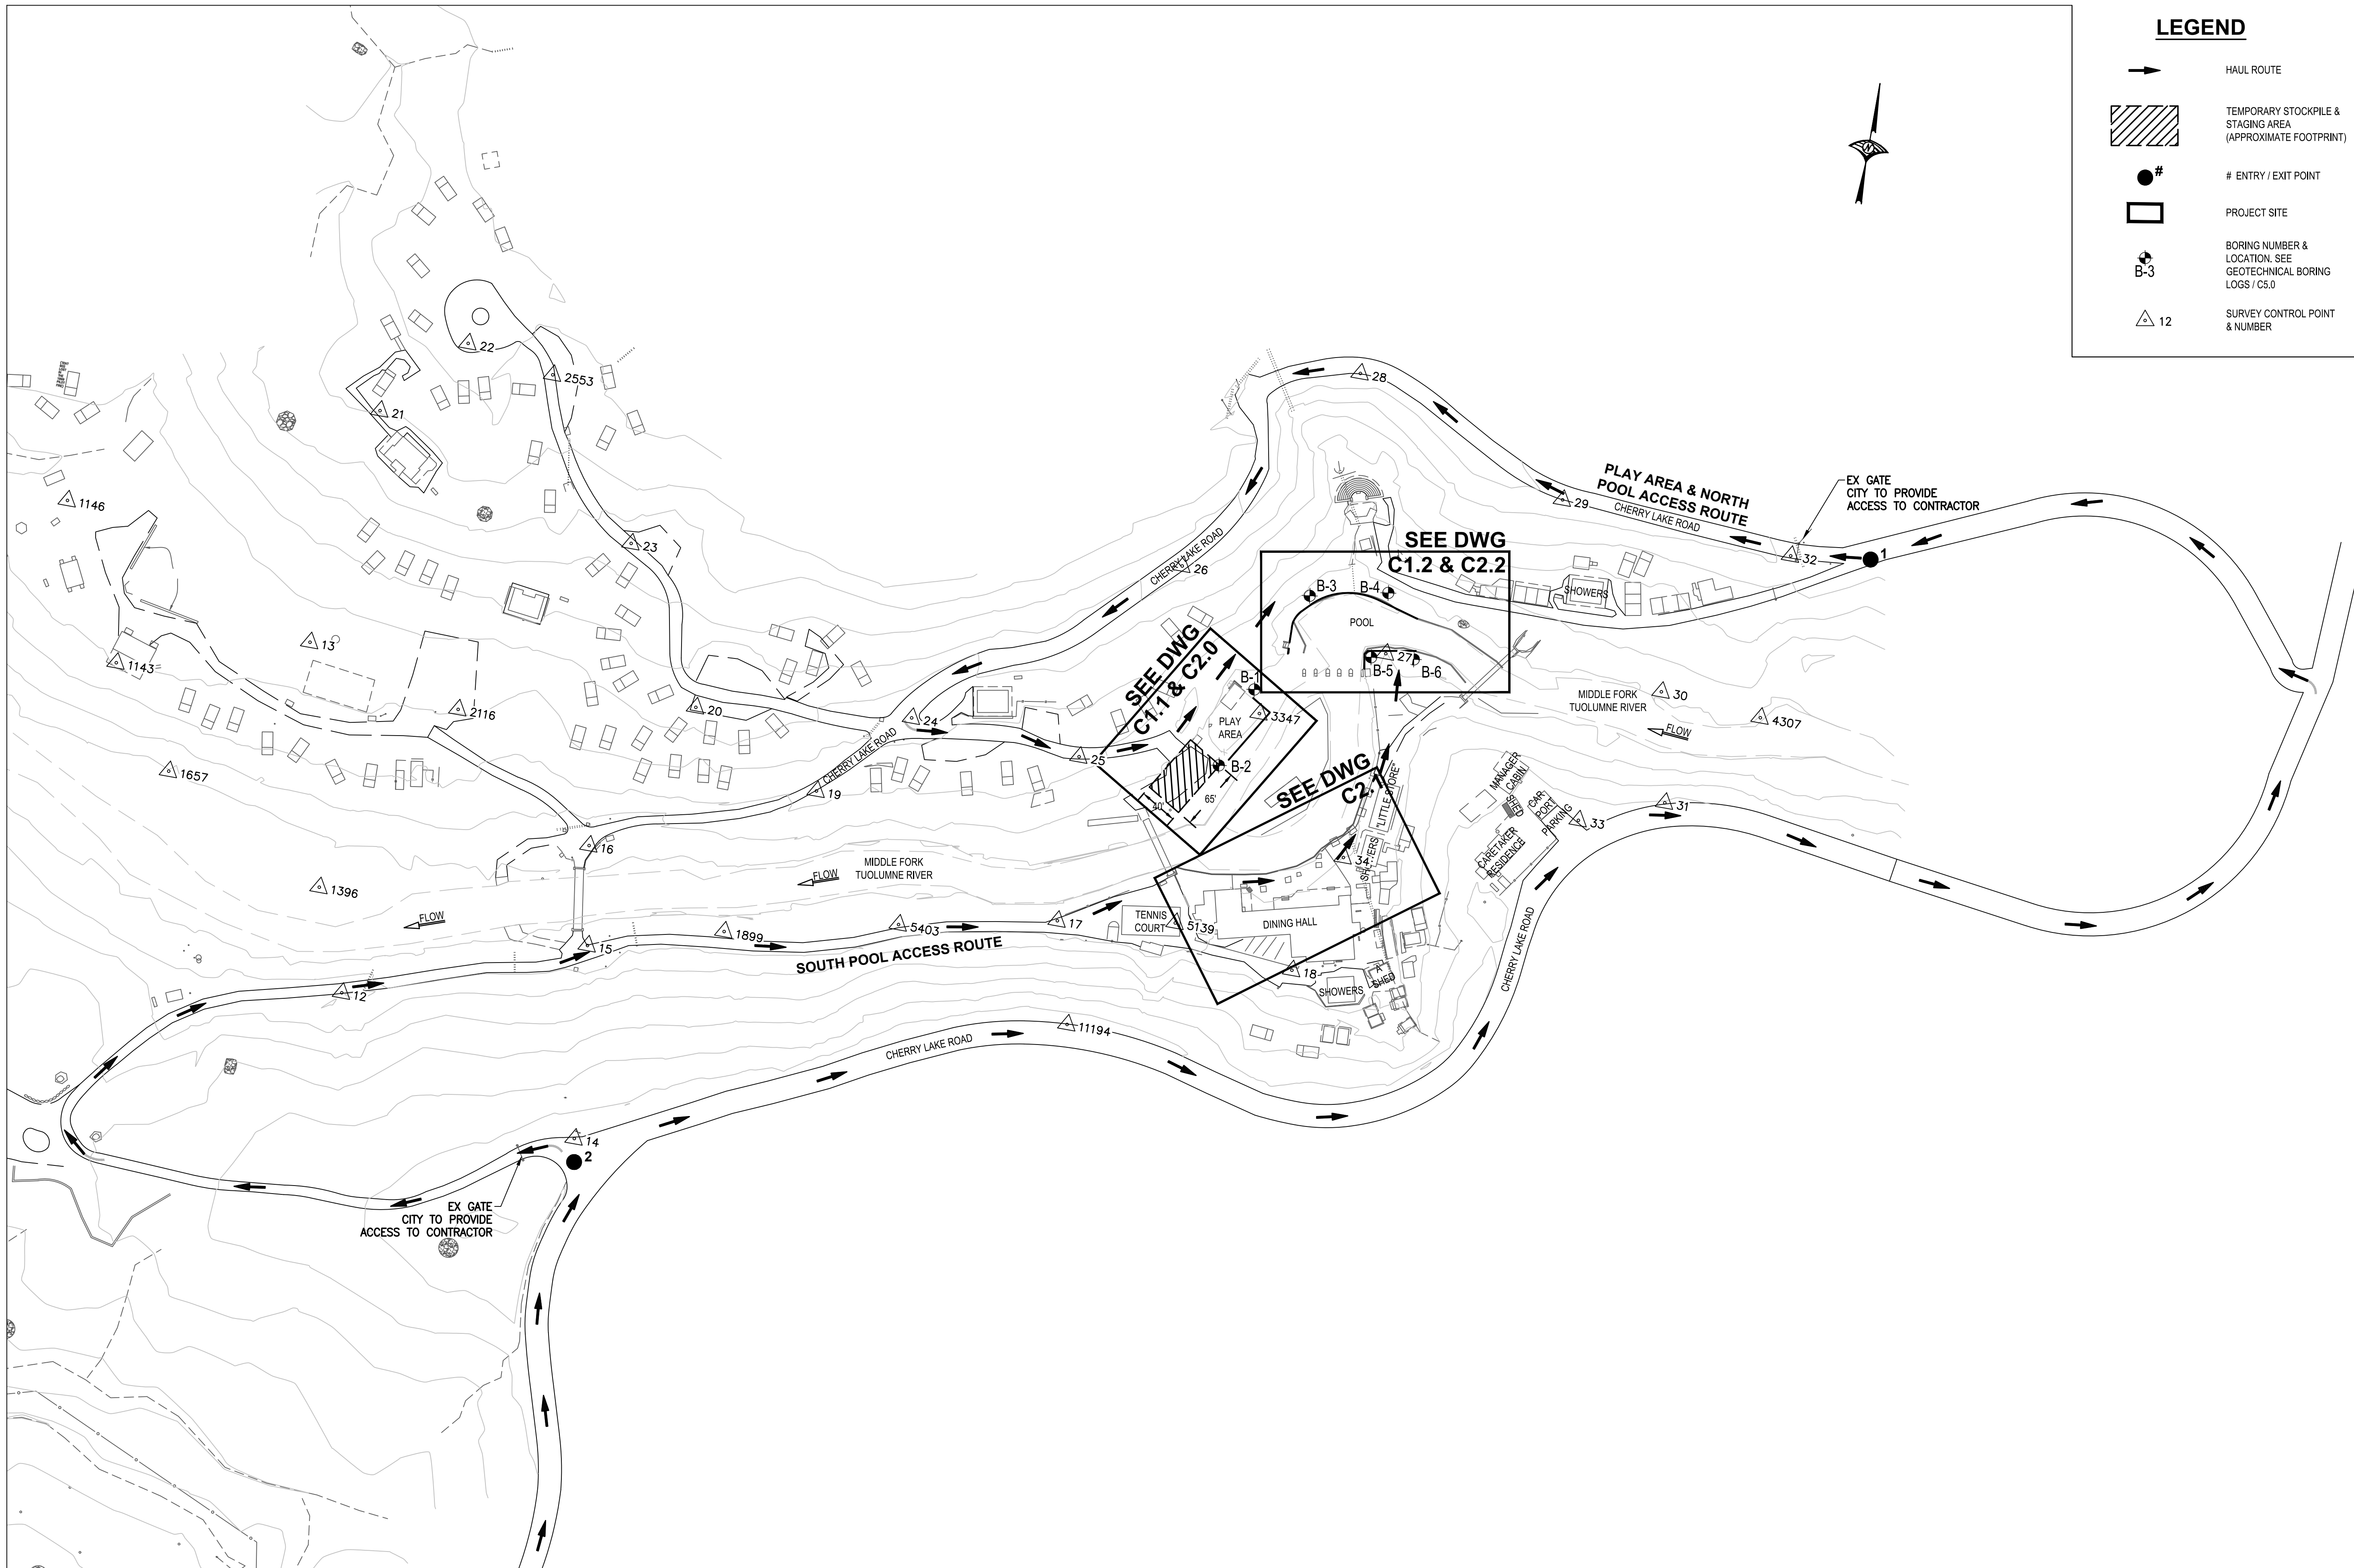 LEGEND
HAUL ROUTE
TEMPORARY STOCKPILE &
STAGING AREA
(APPROXIMATE FOOTPRINT)
#
# ENTRY / EXIT POINT
PROJECT SITE
B-3
BORING NUMBER &
LOCATION. SEE
GEOTECHNICAL BORING
LOGS / C5.0
12
SURVEY CONTROL POINT
& NUMBER
N
22
2553
21
28
1146
23
29
PLAY AREA & NORTH
POOL ACCESS ROUTE
CHERRY LAKE ROAD
EX GATE
CITY TO PROVIDE
ACCESS TO CONTRACTOR
32
1
SEE DWG
C1.2 & C2.2
CHERRY LAKE ROAD
26
B-3
B-4
SHOWERS
POOL
13
1143
2116
20
24
SEE DWG
C1.1 & C2.0
B-1
27
B-5
B-6
PLAY
AREA
3347
MIDDLE FORK
TUOLUMNE RIVER
30
4307
FLOW
1657
CHERRY LAKE ROAD
19
25
B-2
40'
65'
SEE DWG
C2.1
"LITTLE STORE"
MANAGER
CABIN
SHED
CAR
PORT
PARKING
31
33
CARETAKER
RESIDENCE
16
MIDDLE FORK
TUOLUMNE RIVER
FLOW
34
1396
FLOW
15
1899
5403
17
TENNIS
COURT
5139
DINING HALL
SOUTH POOL ACCESS ROUTE
12
18
SHOWERS
A
SHED
CHERRY LAKE ROAD
CHERRY LAKE ROAD
11194
14
2
EX GATE
CITY TO PROVIDE
ACCESS TO CONTRACTOR